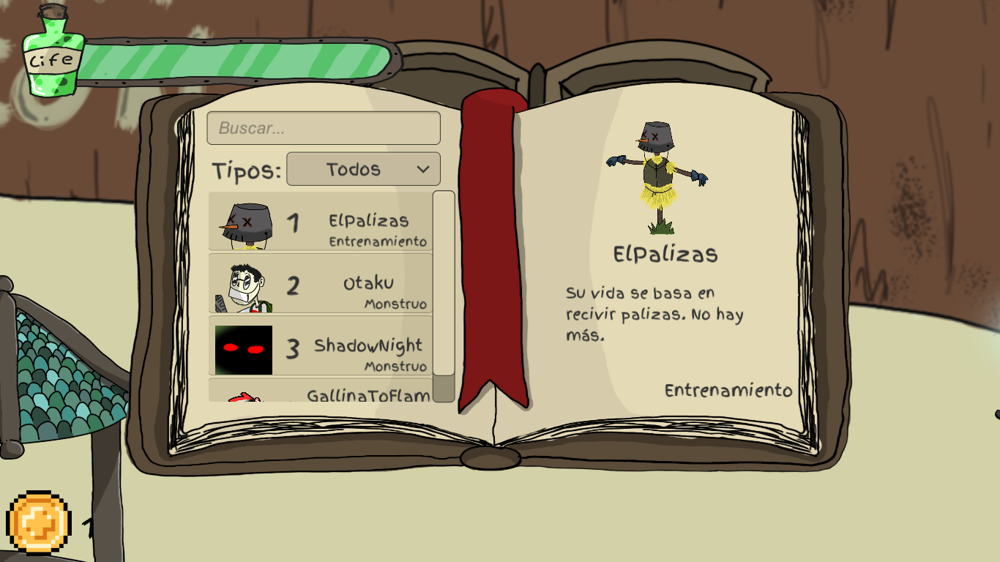 Life
Buscar...
Tipos: Todos
1 ElPalizas
Entrenamiento
2 Otaku
Monstruo
3 ShadowNight
Monstruo
GallinaToFlam
ElPalizas
Su vida se basa en
recivir palizas. No hay
más.
Entrenamiento
1